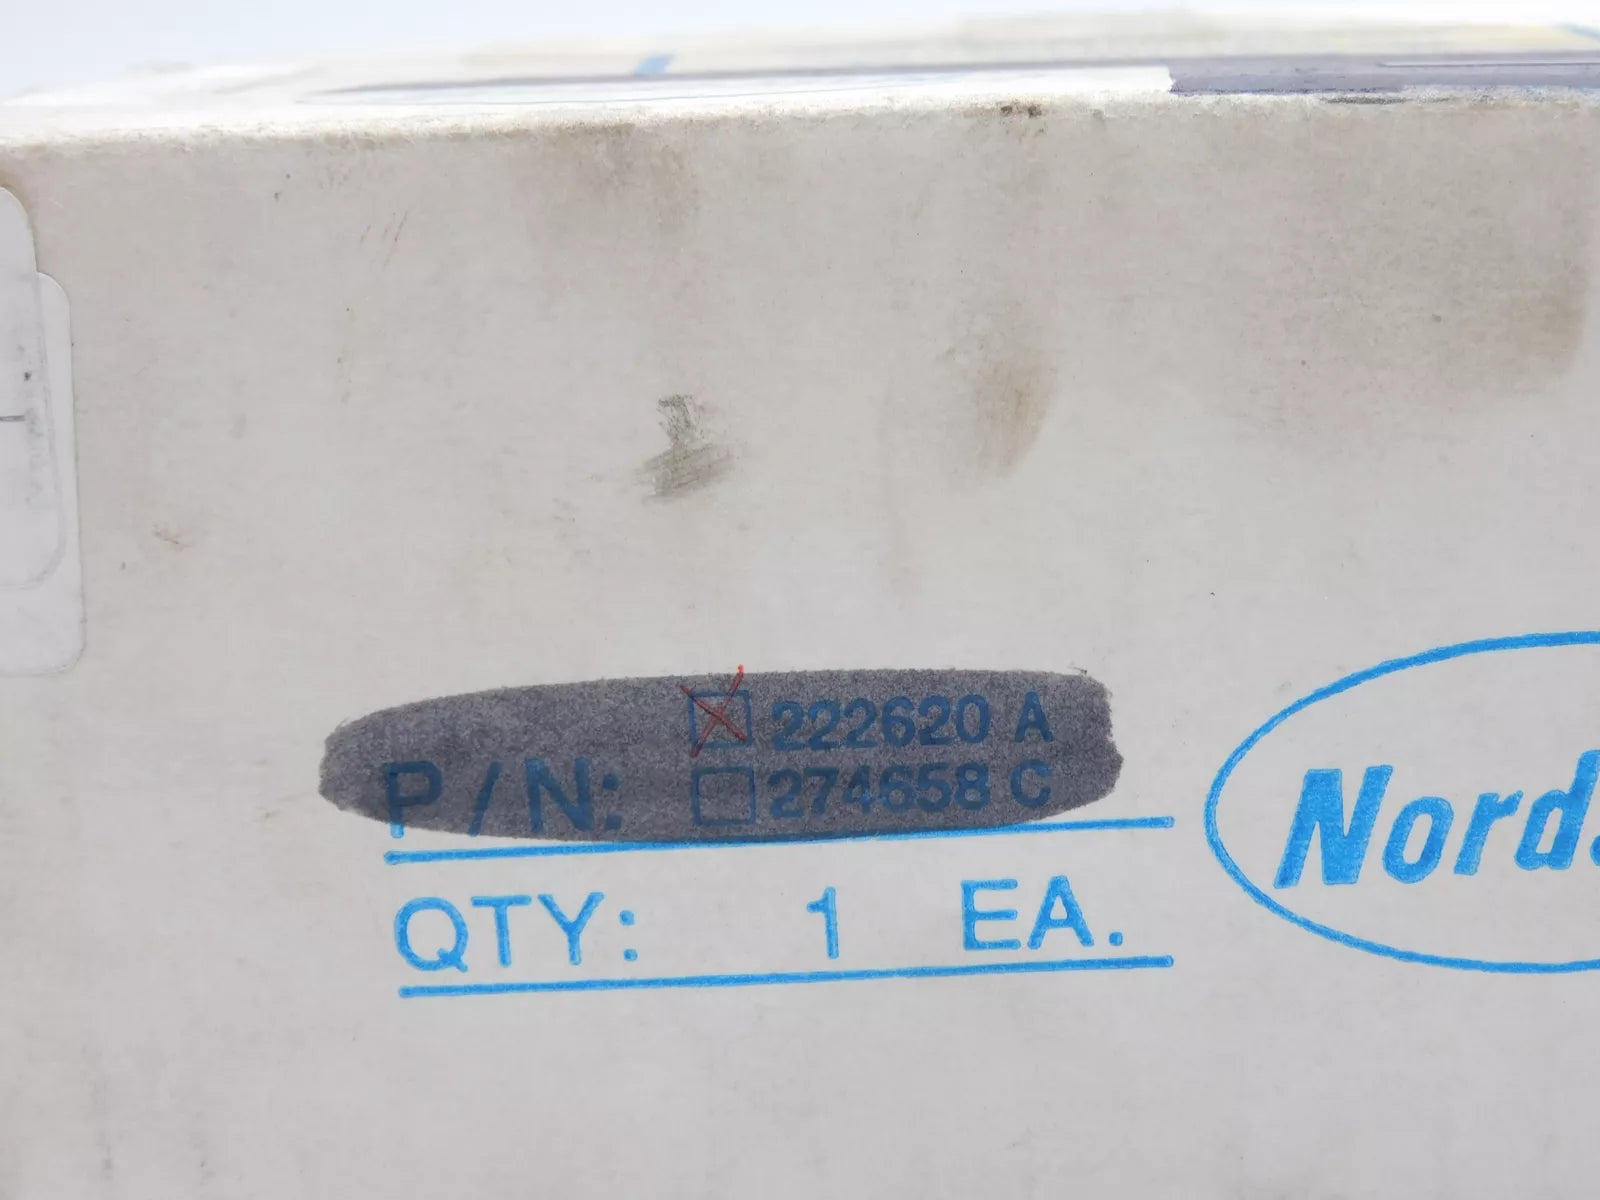 222620 A
P/N: 274658 C
QTY: 1 EA.
Nord